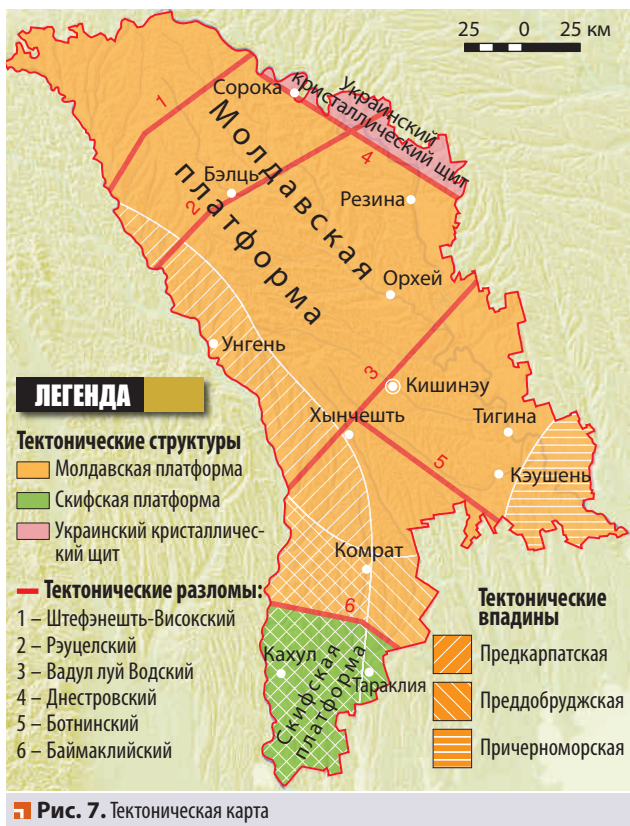 25 0 25 км
Украинский
кристаллический щит
Сорока
1
Молдавская
платформа
4
Бэлць
2
Резина
Орхей
Унгень
3
Кишинэу
Хынчешть
Тигина
5
Кэушень
Комрат
6
Кахул
Тараклия
Скифская
платформа
ЛЕГЕНДА
Тектонические структуры
Молдавская платформа
Скифская платформа
Украинский кристалличес-
кий щит
Тектонические разломы:
1 – Штефэнешть-Високский
2 – Рэуцелский
3 – Вадул луй Водский
4 – Днестровский
5 – Ботнинский
6 – Баймаклийский
Тектонические
впадины
Предкарпатская
Преддобруджская
Причерноморская
Рис. 7. Тектоническая карта